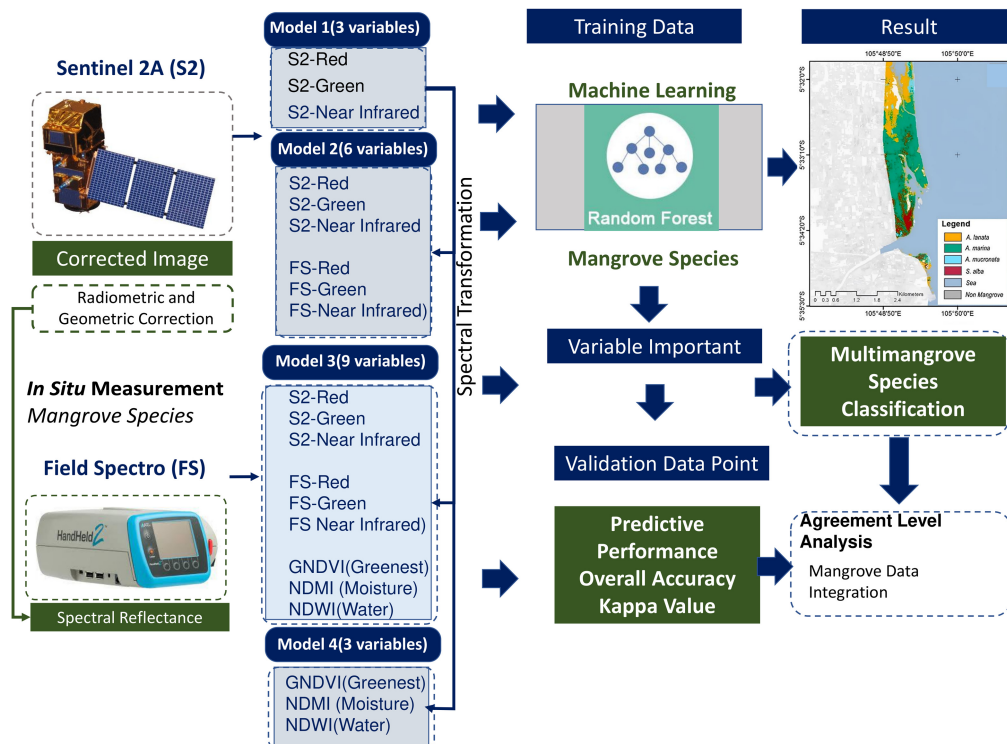 Sentinel 2A (S2)
Corrected Image
Radiometric and
Geometric Correction
In Situ Measurement
Mangrove Species
Field Spectro (FS)
HandHeld 2
Spectral Reflectance
Model 1(3 variables)
S2-Red
S2-Green
S2-Near Infrared
Model 2(6 variables)
S2-Red
S2-Green
S2-Near Infrared
FS-Red
FS-Green
FS-Near Infrared)
Model 3(9 variables)
S2-Red
S2-Green
S2-Near Infrared
FS-Red
FS-Green
FS Near Infrared)
GNDVI(Greenest)
NDMI (Moisture)
NDWI(Water)
Model 4(3 variables)
GNDVI(Greenest)
NDMI (Moisture)
NDWI(Water)
Spectral Transformation
Training Data
Machine Learning
Random Forest
Mangrove Species
Variable Important
Validation Data Point
Predictive
Performance
Overall Accuracy
Kappa Value
Result
105°48'50"E 105°50'0"E
5°32'0"S
5°33'10"S
5°34'20"S
5°35'30"S
Legend
A. lanata
A. marina
A. mucronata
S. alba
Sea
Non Mangrove
Kilometers
0 0.3 0.6 1.2 1.8 2.4
105°48'50"E 105°50'0"E
Multimangrove
Species
Classification
Agreement Level
Analysis
Mangrove Data
Integration